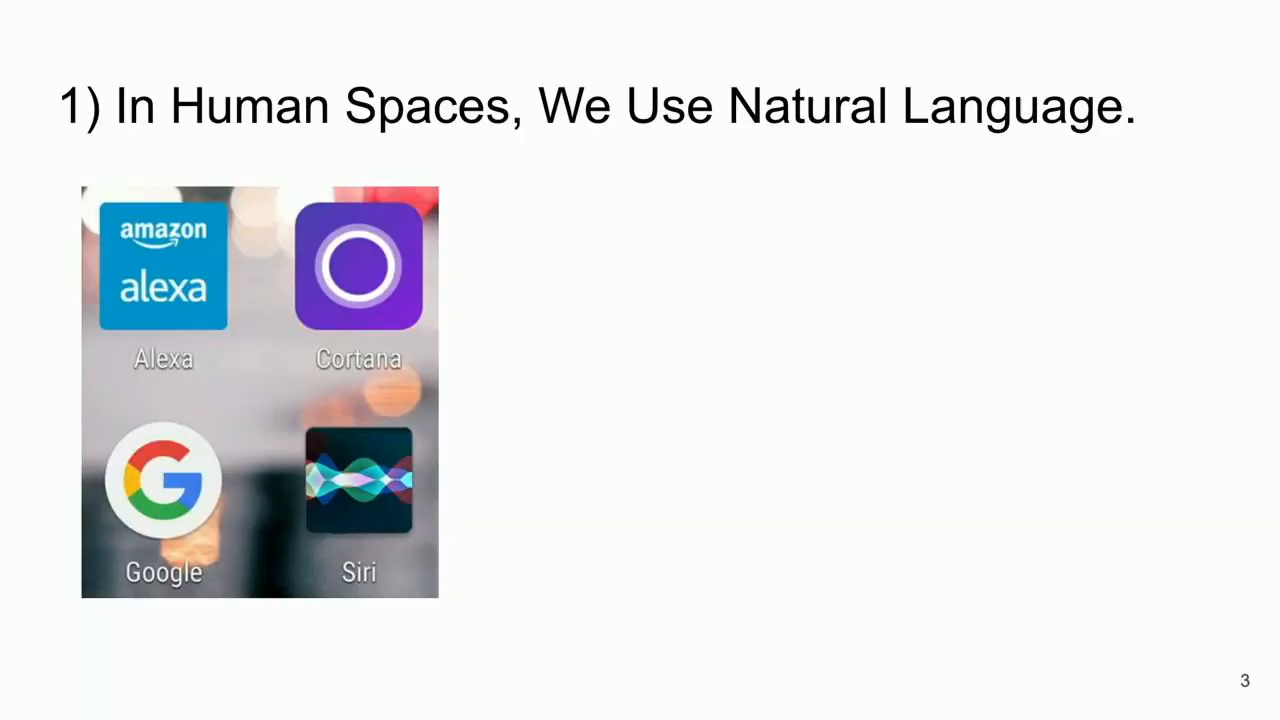 1) In Human Spaces, We Use Natural Language.
amazon
alexa
Alexa
Cortana
Google
Siri
3